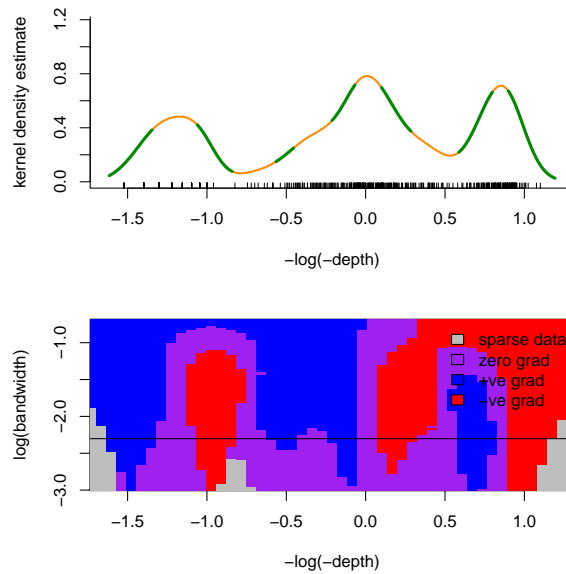 kernel density estimate
0.0 0.4 0.8 1.2
−1.5 −1.0 −0.5 0.0 0.5 1.0
−log(−depth)
log(bandwidth)
−3.0 −2.0 −1.0
sparse data
zero grad
+ve grad
−ve grad
−1.5 −1.0 −0.5 0.0 0.5 1.0
−log(−depth)